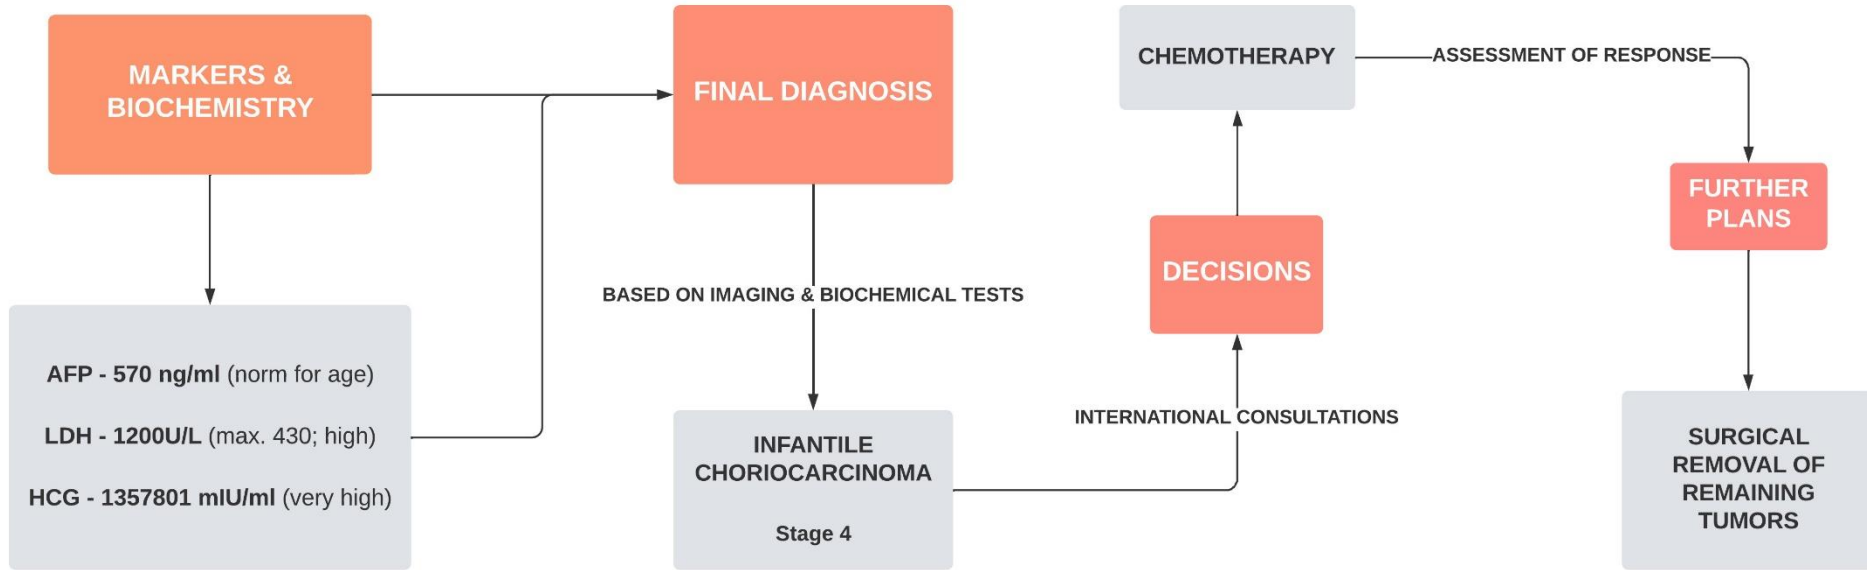 MARKERS &
BIOCHEMISTRY
AFP - 570 ng/ml (norm for age)
LDH - 1200U/L (max. 430; high)
HCG - 1357801 mIU/ml (very high)
FINAL DIAGNOSIS
BASED ON IMAGING & BIOCHEMICAL TESTS
INFANTILE
CHORIOCARCINOMA
Stage 4
INTERNATIONAL CONSULTATIONS
DECISIONS
CHEMOTHERAPY
ASSESSMENT OF RESPONSE
FURTHER
PLANS
SURGICAL
REMOVAL OF
REMAINING
TUMORS